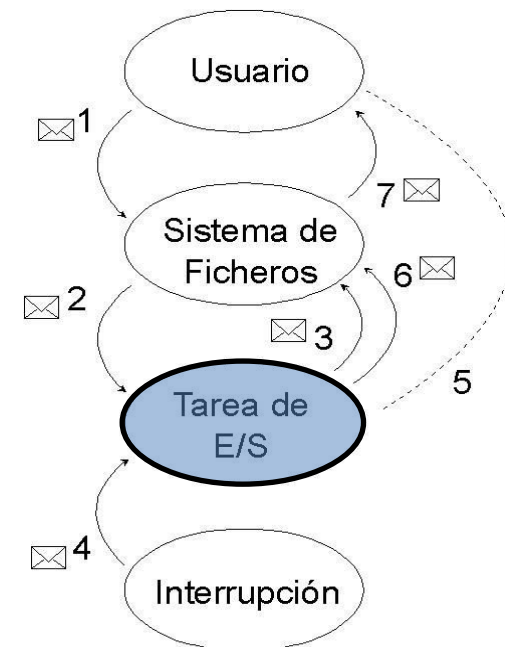 Usuario
1
7
Sistema de
Ficheros
6
2
3
5
Tarea de
E/S
4
Interrupción